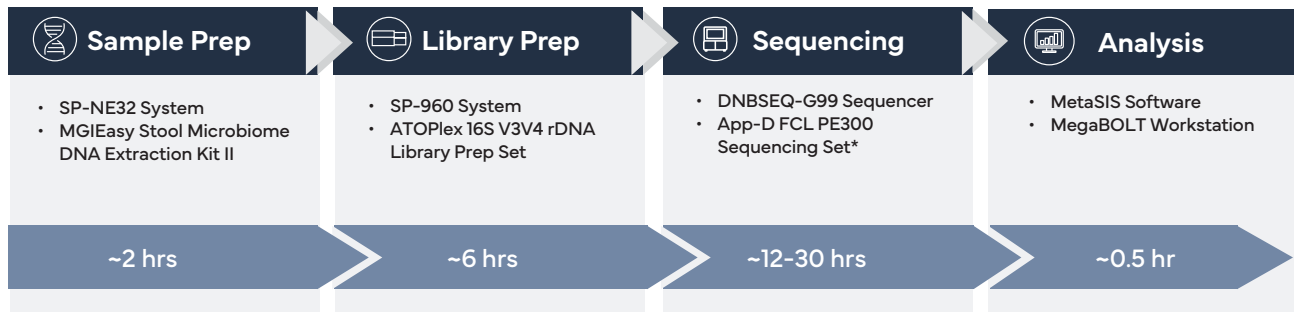 Sample Prep
Library Prep
Sequencing
Analysis
• SP-NE32 System
• MGIEasy Stool Microbiome
DNA Extraction Kit II
• SP-960 System
• ATOPlex 16S V3V4 rDNA
Library Prep Set
• DNBSEQ-G99 Sequencer
• App-D FCL PE300
Sequencing Set*
• MetaSIS Software
• MegaBOLT Workstation
~2 hrs
~6 hrs
~12-30 hrs
~0.5 hr